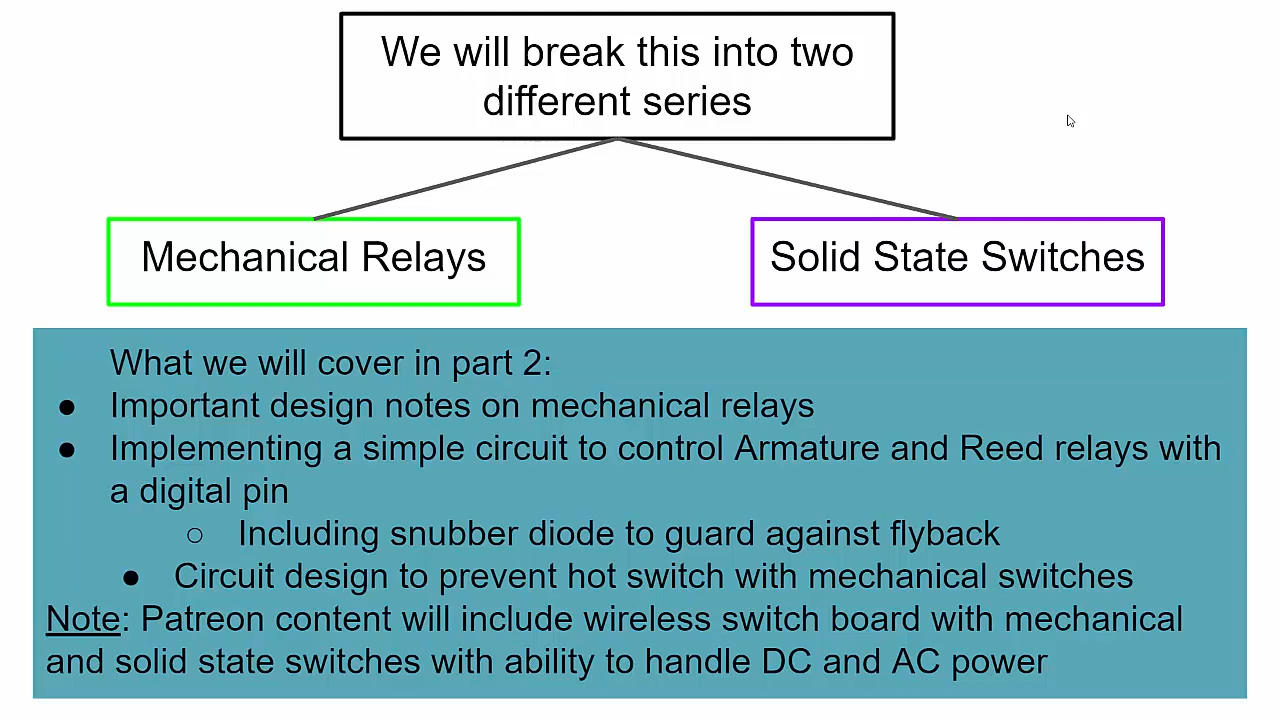 We will break this into two
different series
Mechanical Relays
Solid State Switches
What we will cover in part 2:
● Important design notes on mechanical relays
● Implementing a simple circuit to control Armature and Reed relays with
a digital pin
○ Including snubber diode to guard against flyback
● Circuit design to prevent hot switch with mechanical switches
Note: Patreon content will include wireless switch board with mechanical
and solid state switches with ability to handle DC and AC power